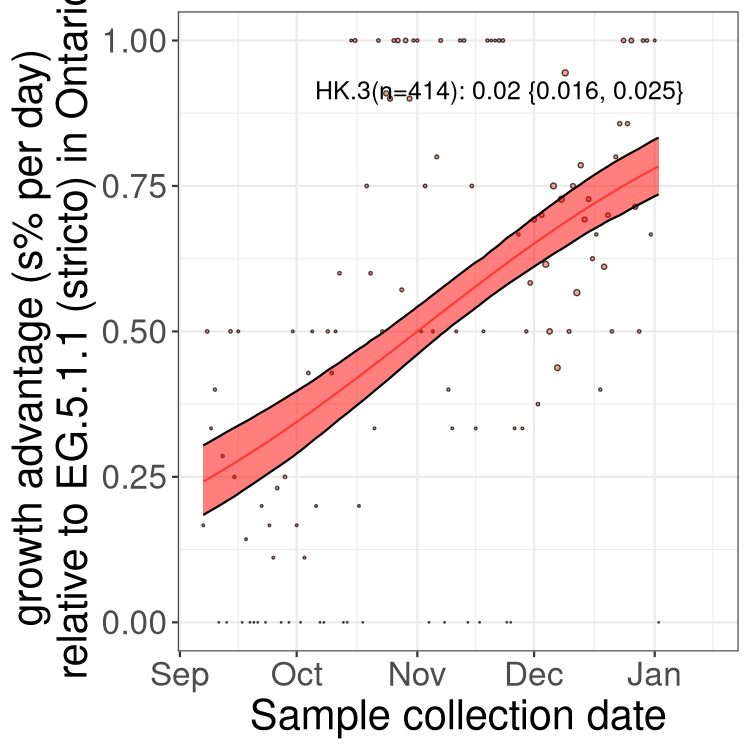 growth advantage (s% per day)
relative to EG.5.1.1 (stricto) in Ontario
1.00
0.75
0.50
0.25
0.00
HK.3(n=414): 0.02 {0.016, 0.025}
Sep Oct Nov Dec Jan
Sample collection date